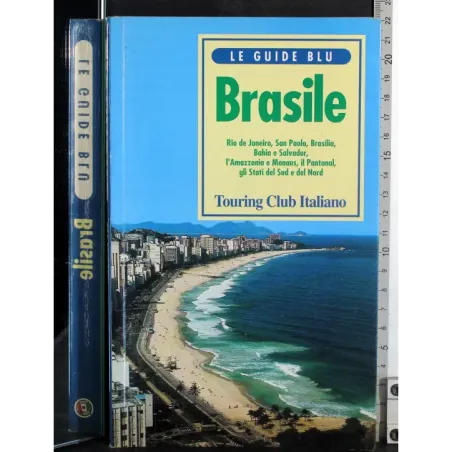 LE GUIDE BLU
Brasile
Rio de Janeiro, San Paolo, Brasilia,
Bahia e Salvador,
l'Amazzonia e Manaus, il Pantanal,
gli Stati del Sud e del Nord
Touring Club Italiano
LE GUIDE BLU
Brasile